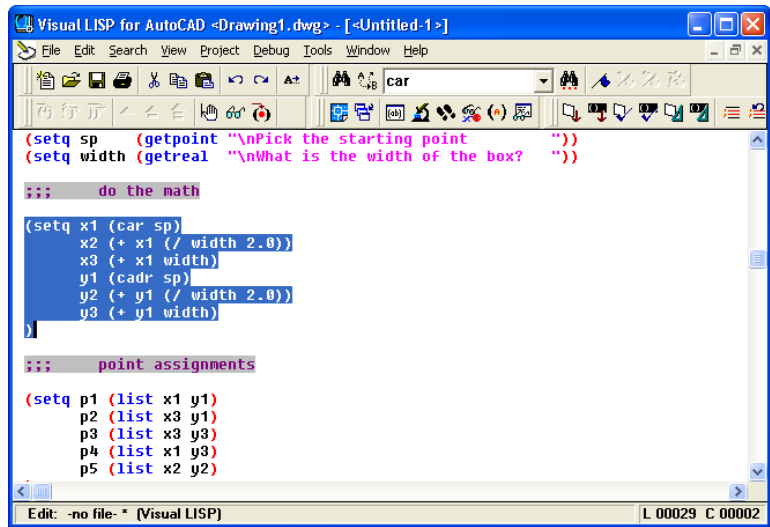 Visual LISP for AutoCAD <Drawing1.dwg> - [<Untitled-1>]
File Edit Search View Project Debug Tools Window Help
car
(setq sp    (getpoint "\nPick the starting point         "))
(setq width (getreal  "\nWhat is the width of the box?   "))
;;;     do the math
(setq x1 (car sp)
      x2 (+ x1 (/ width 2.0))
      x3 (+ x1 width)
      y1 (cadr sp)
      y2 (+ y1 (/ width 2.0))
      y3 (+ y1 width)
)
;;;     point assignments
(setq p1 (list x1 y1)
      p2 (list x3 y1)
      p3 (list x3 y3)
      p4 (list x1 y3)
      p5 (list x2 y2)
Edit: -no file- * (Visual LISP) L 00029 C 00002